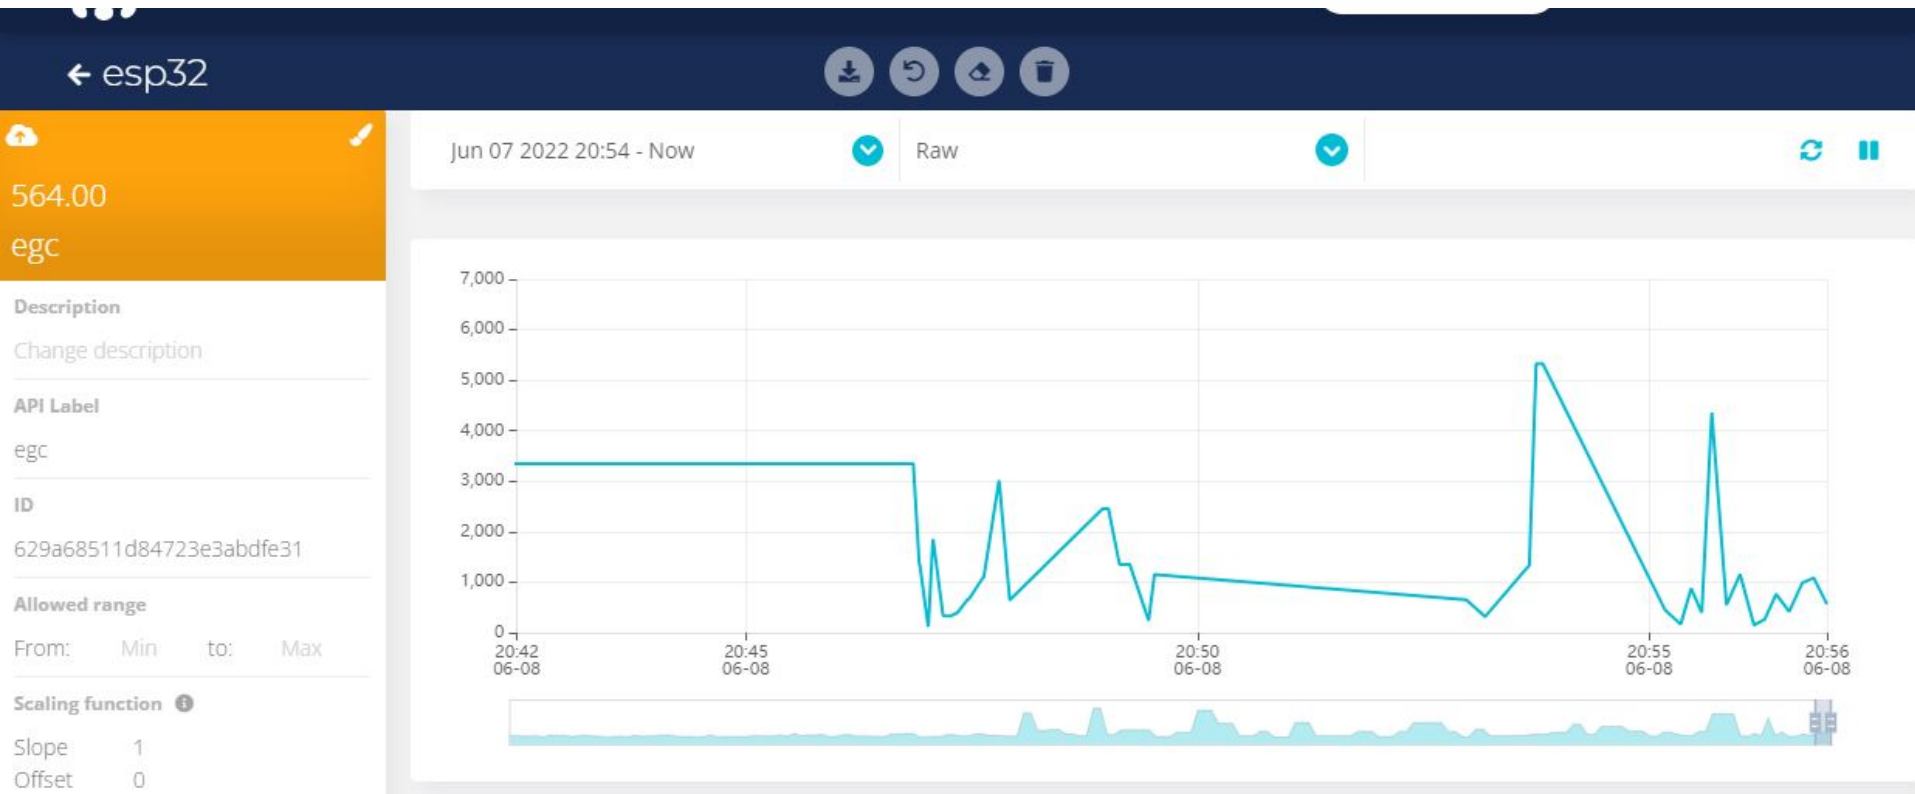 esp32
564.00
egc
Description
Change description
API Label
egc
ID
629a68511d84723e3abdfe31
Allowed range
From: Min to: Max
Scaling function
Slope 1
Offset 0
Jun 07 2022 20:54 - Now Raw
7,000
6,000
5,000
4,000
3,000
2,000
1,000
0
20:42 20:45 20:50 20:55 20:56
06-08 06-08 06-08 06-08 06-08